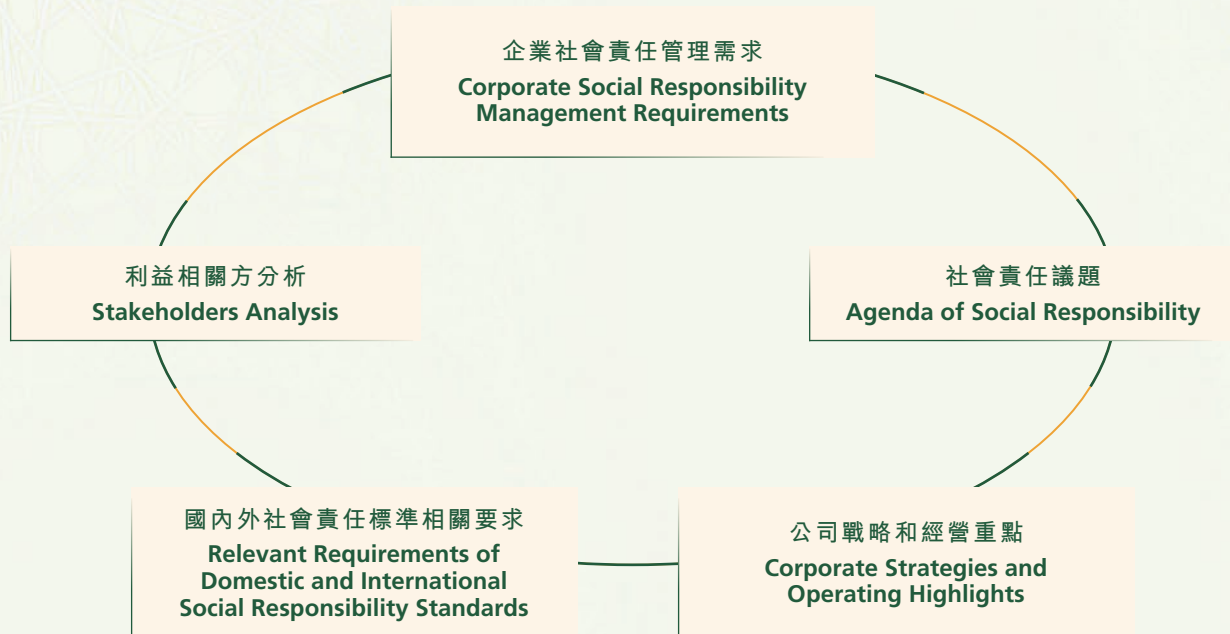 企業社會責任管理需求
Corporate Social Responsibility
Management Requirements
利益相關方分析
Stakeholders Analysis
社會責任議題
Agenda of Social Responsibility
國內外社會責任標準相關要求
Relevant Requirements of
Domestic and International
Social Responsibility Standards
公司戰略和經營重點
Corporate Strategies and
Operating Highlights